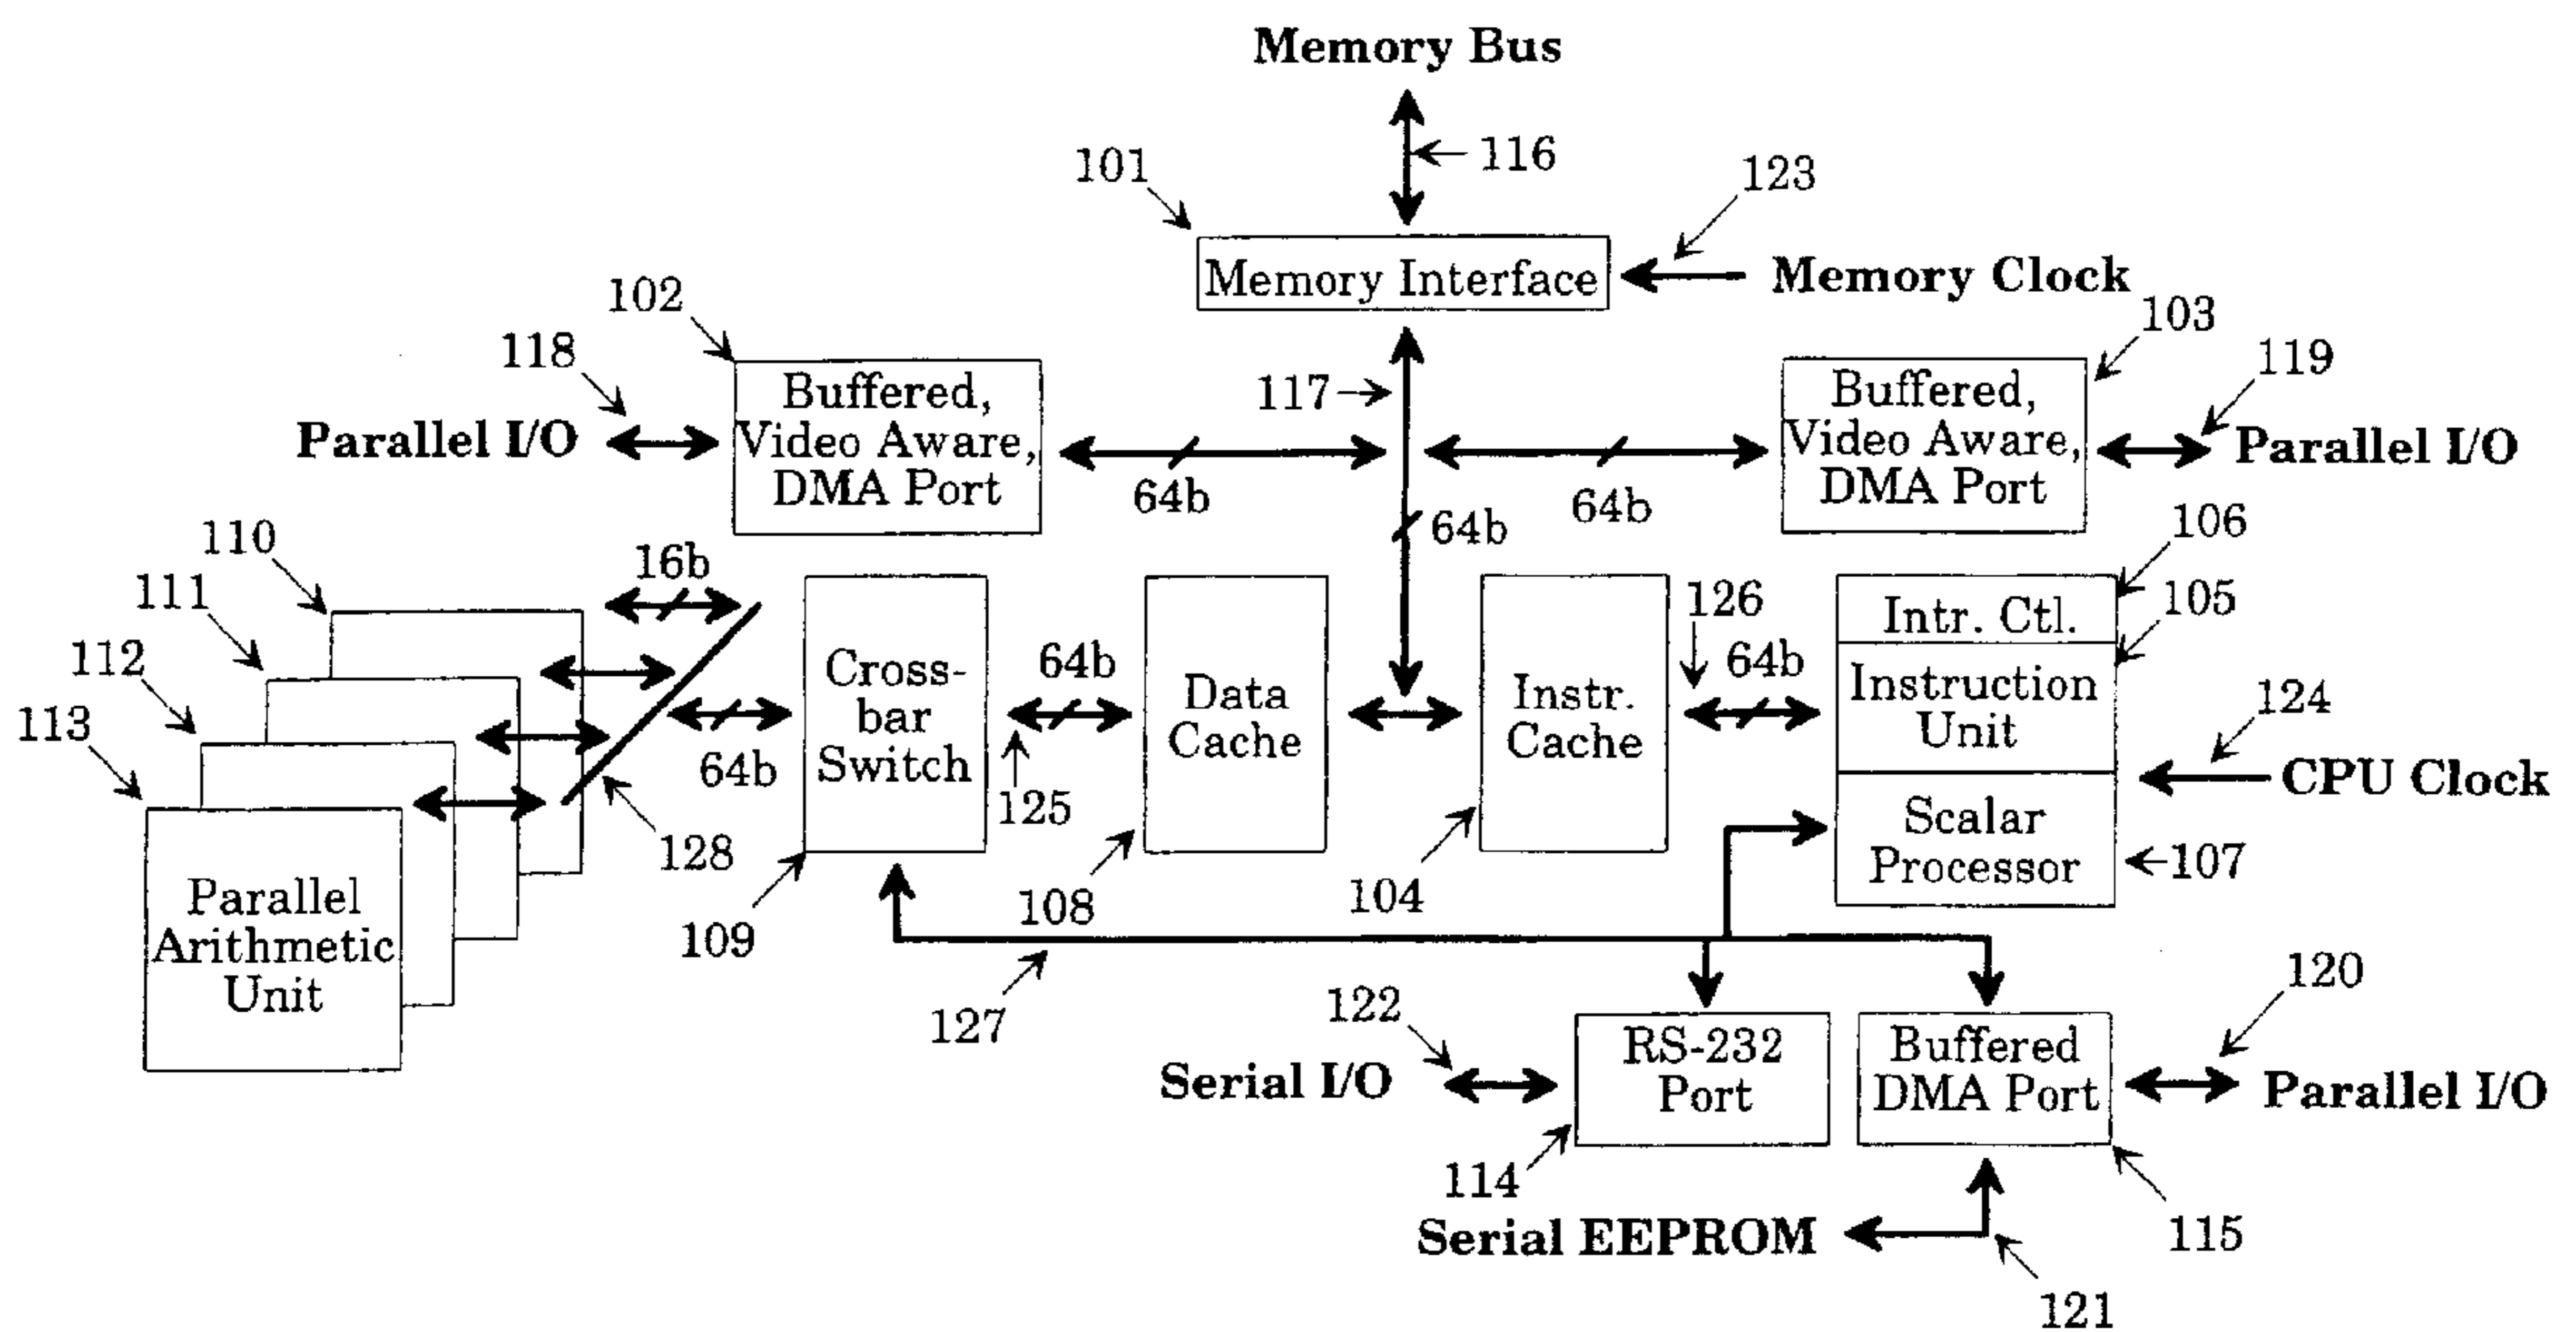 Memory Bus
116
101
123
Memory Interface
Memory Clock
102
103
118
119
117
Buffered,
Video Aware,
DMA Port
Buffered,
Video Aware,
DMA Port
Parallel I/O
Parallel I/O
64b
64b
64b
106
110
16b
111
126
105
Intr. Ctl.
112
64b
64b
Cross-
bar
Switch
Data
Cache
Instr.
Cache
Instruction
Unit
124
113
64b
CPU Clock
125
128
Scalar
Processor
107
108
104
109
Parallel
Arithmetic
Unit
127
122
120
RS-232
Port
Buffered
DMA Port
Serial I/O
Parallel I/O
114
Serial EEPROM
115
121